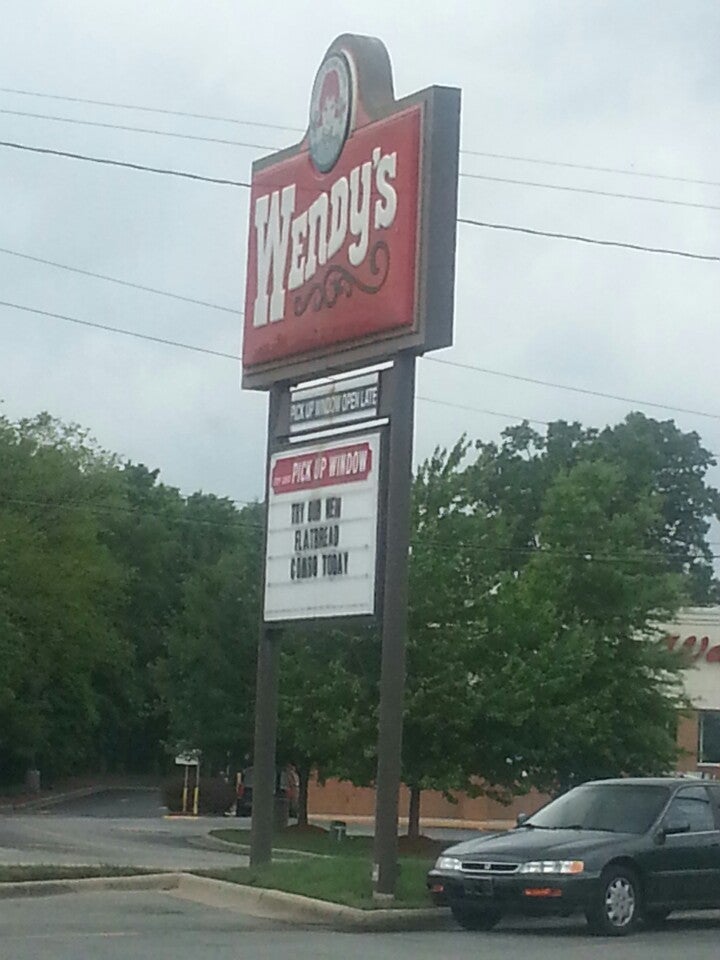 Wendy's
PICK UP WINDOW OPEN LATE
PICK UP WINDOW
TRY OUR NEW
FLATBREAD
COMBO TODAY